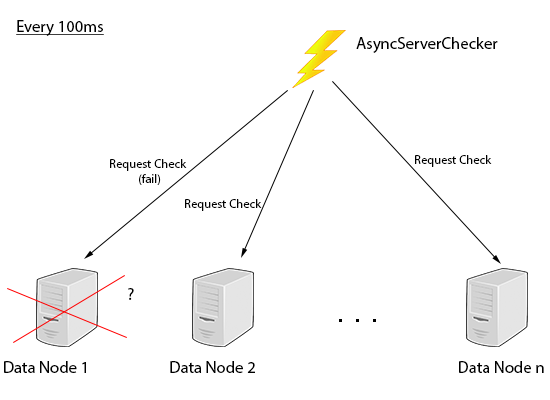 Every 100ms
AsyncServerChecker
Request Check
(fail)
Request Check
Request Check
?
. . .
Data Node 1
Data Node 2
Data Node n